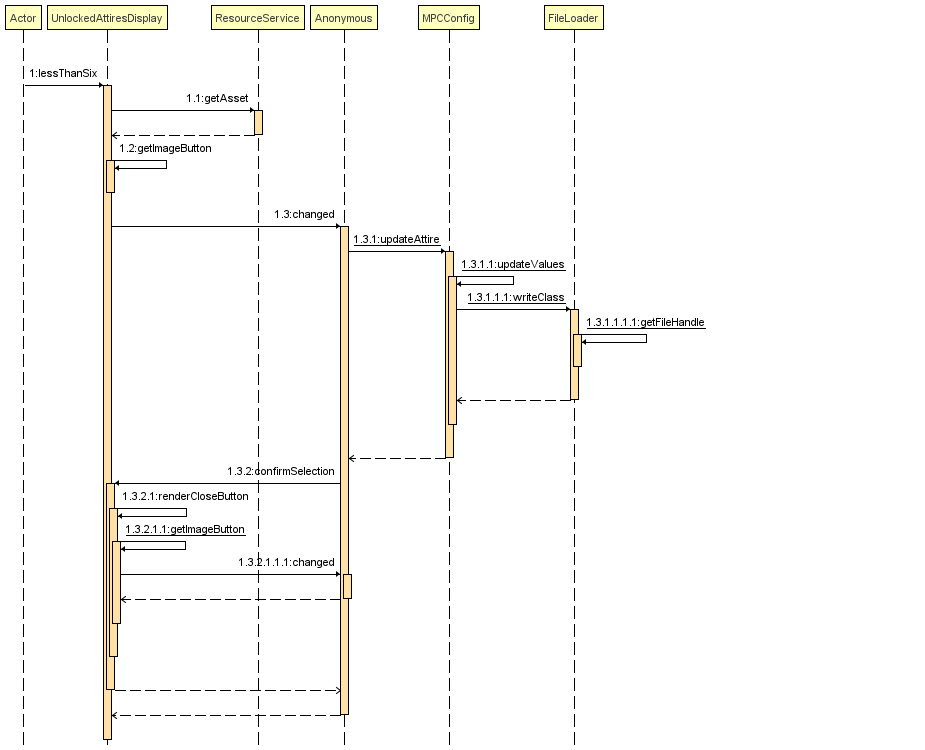 Actor
UnlockedAttiresDisplay
ResourceService
Anonymous
MPCConfig
FileLoader
1:lessThanSix
1.1:getAsset
1.2:getImageButton
1.3:changed
1.3.1:updateAttire
1.3.1.1:updateValues
1.3.1.1.1:writeClass
1.3.1.1.1.1:getFileHandle
1.3.2:confirmSelection
1.3.2.1:renderCloseButton
1.3.2.1.1:getImageButton
1.3.2.1.1.1:changed